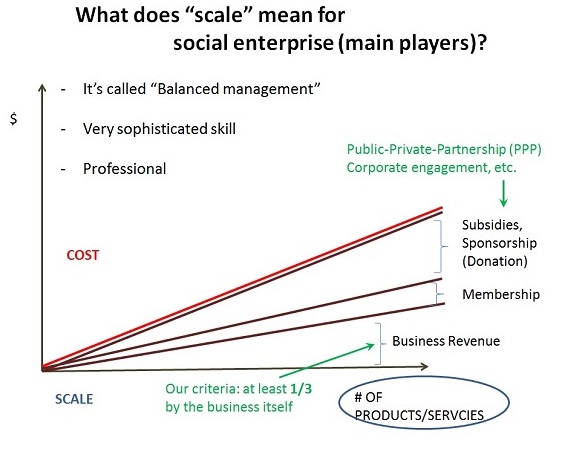 What does “scale” mean for
social enterprise (main players)?
- It’s called “Balanced management”
$
- Very sophisticated skill
- Professional
Public-Private-Partnership (PPP)
Corporate engagement, etc.
Subsidies,
Sponsorship
(Donation)
COST
Membership
Business Revenue
Our criteria: at least 1/3
by the business itself
SCALE
# OF
PRODUCTS/SERVCIES